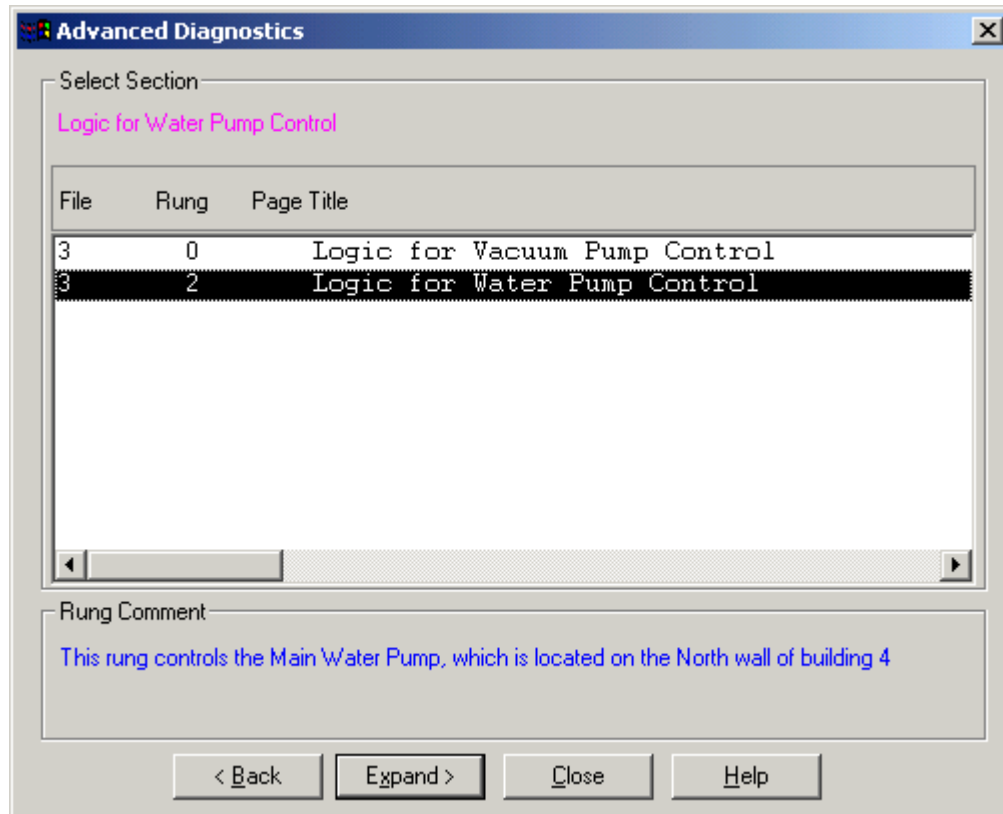 Advanced Diagnostics
Select Section
Logic for Water Pump Control
File Rung Page Title
3 0 Logic for Vacuum Pump Control
3 2 Logic for Water Pump Control
Rung Comment
This rung controls the Main Water Pump, which is located on the North wall of building 4
< Back Expand > Close Help